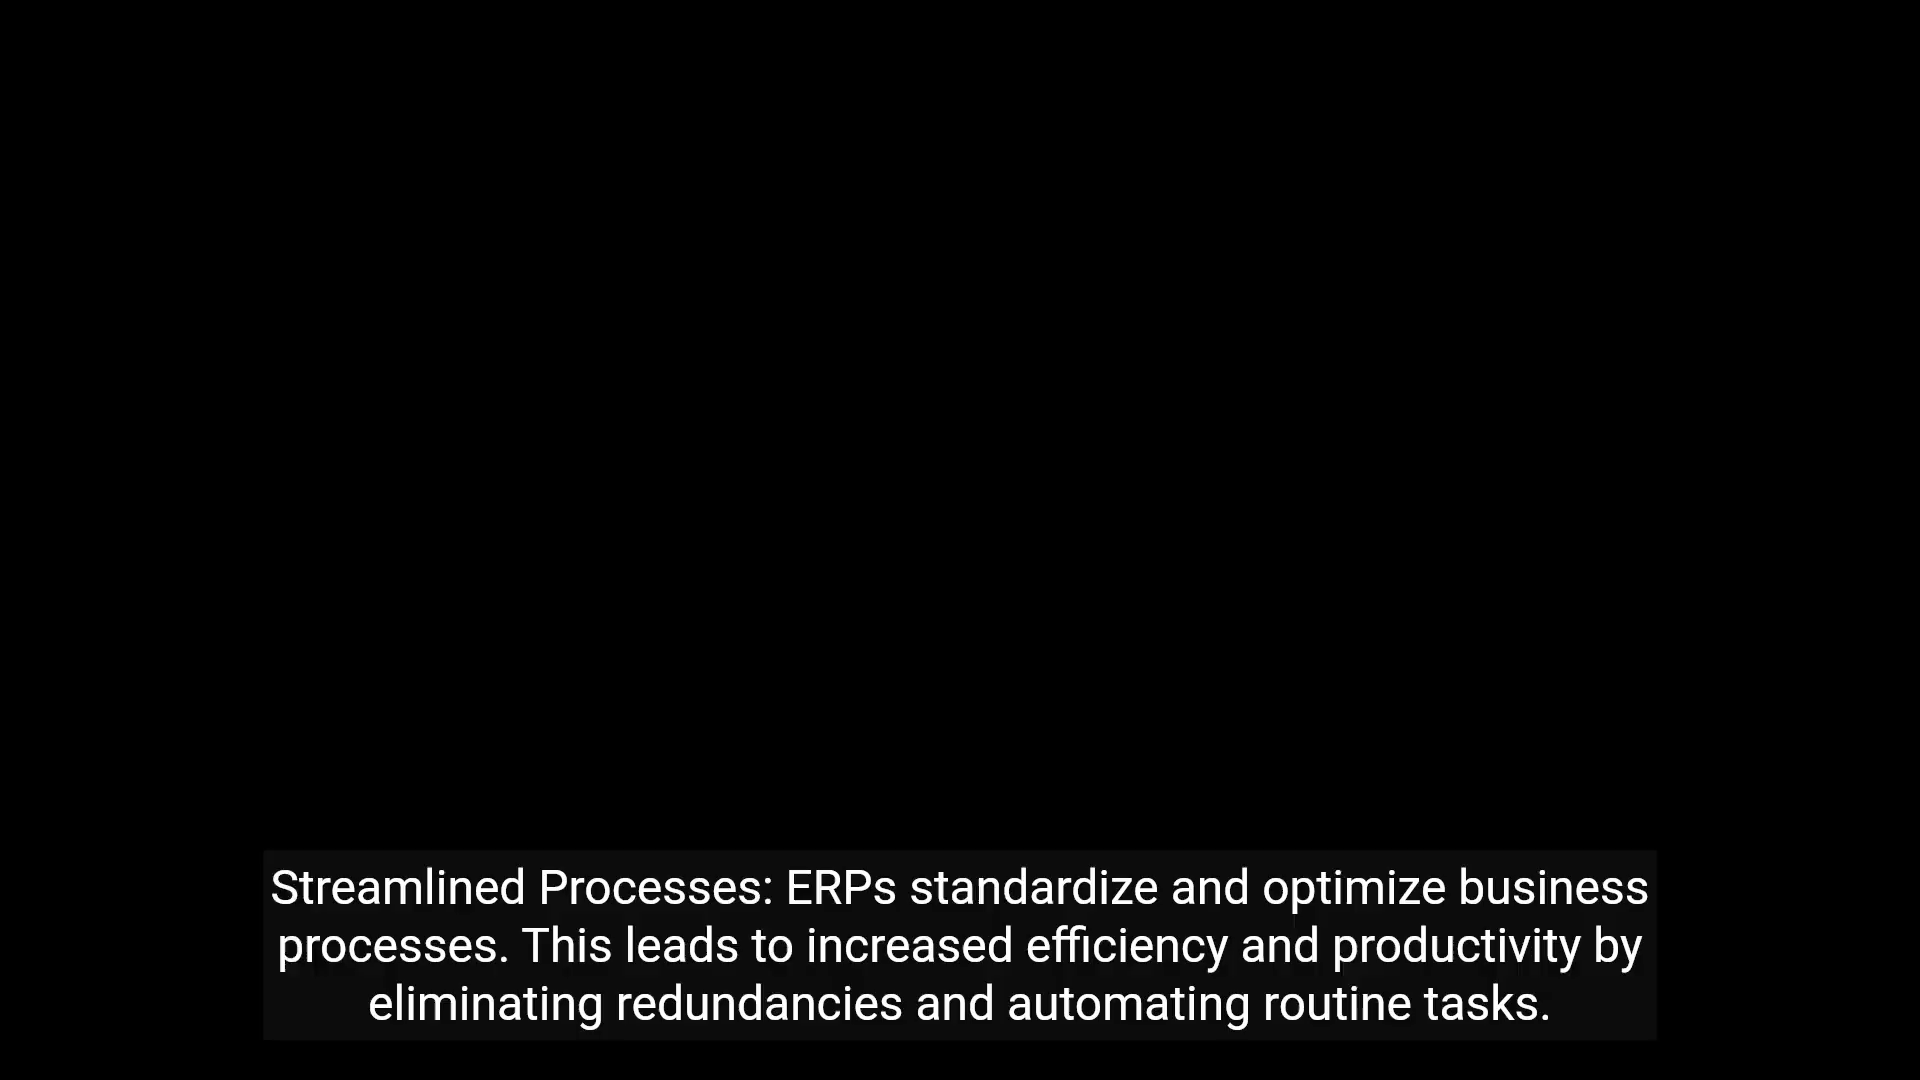 Streamlined Processes: ERPs standardize and optimize business
processes. This leads to increased efficiency and productivity by
eliminating redundancies and automating routine tasks.